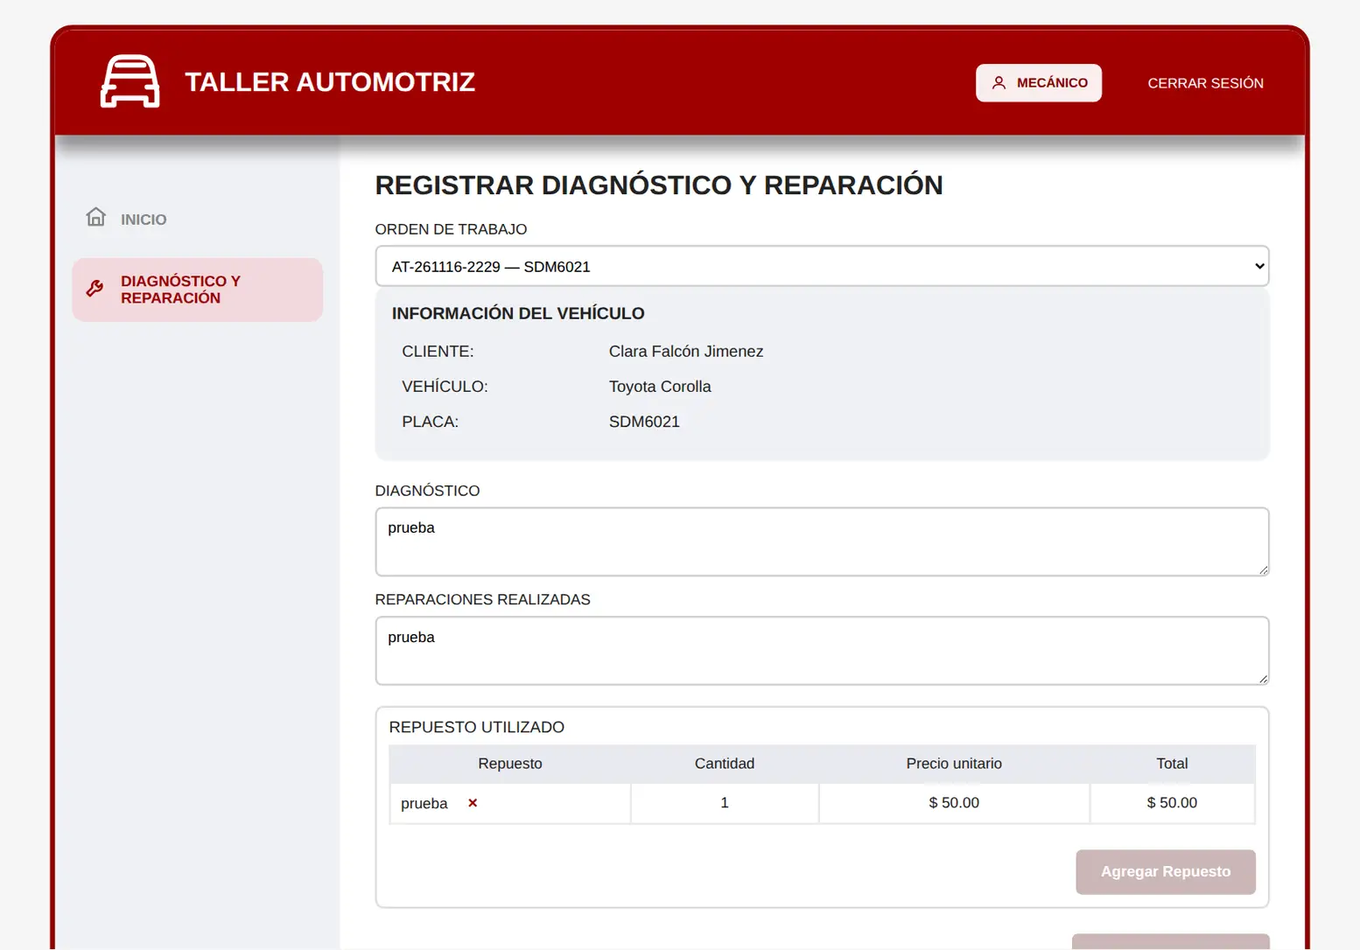 TALLER AUTOMOTRIZ
MECÁNICO
CERRAR SESIÓN
INICIO
DIAGNÓSTICO Y
REPARACIÓN
REGISTRAR DIAGNÓSTICO Y REPARACIÓN
ORDEN DE TRABAJO
AT-261116-2229 — SDM6021
INFORMACIÓN DEL VEHÍCULO
CLIENTE: Clara Falcón Jimenez
VEHÍCULO: Toyota Corolla
PLACA: SDM6021
DIAGNÓSTICO
prueba
REPARACIONES REALIZADAS
prueba
REPUESTO UTILIZADO
Repuesto Cantidad Precio unitario Total
prueba × 1 $ 50.00 $ 50.00
Agregar Repuesto